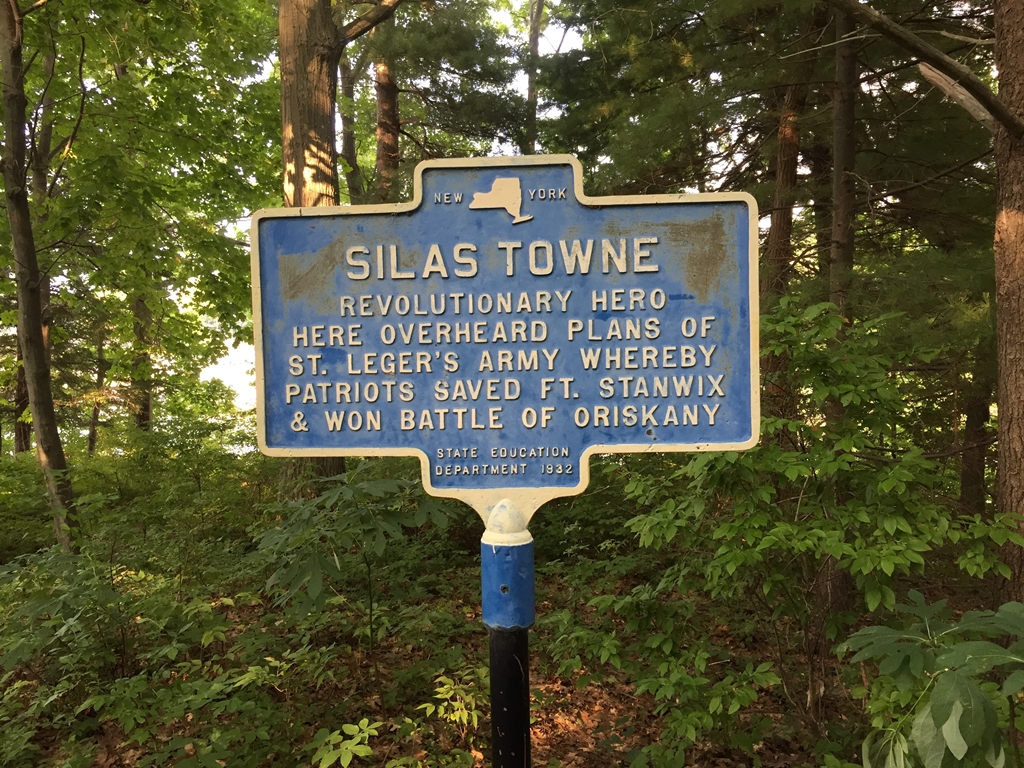 NEW YORK
SILAS TOWNE
REVOLUTIONARY HERO
HERE OVERHEARD PLANS OF
ST. LEGER'S ARMY WHEREBY
PATRIOTS SAVED FT. STANWIX
& WON BATTLE OF ORISKANY
STATE EDUCATION
DEPARTMENT 1932